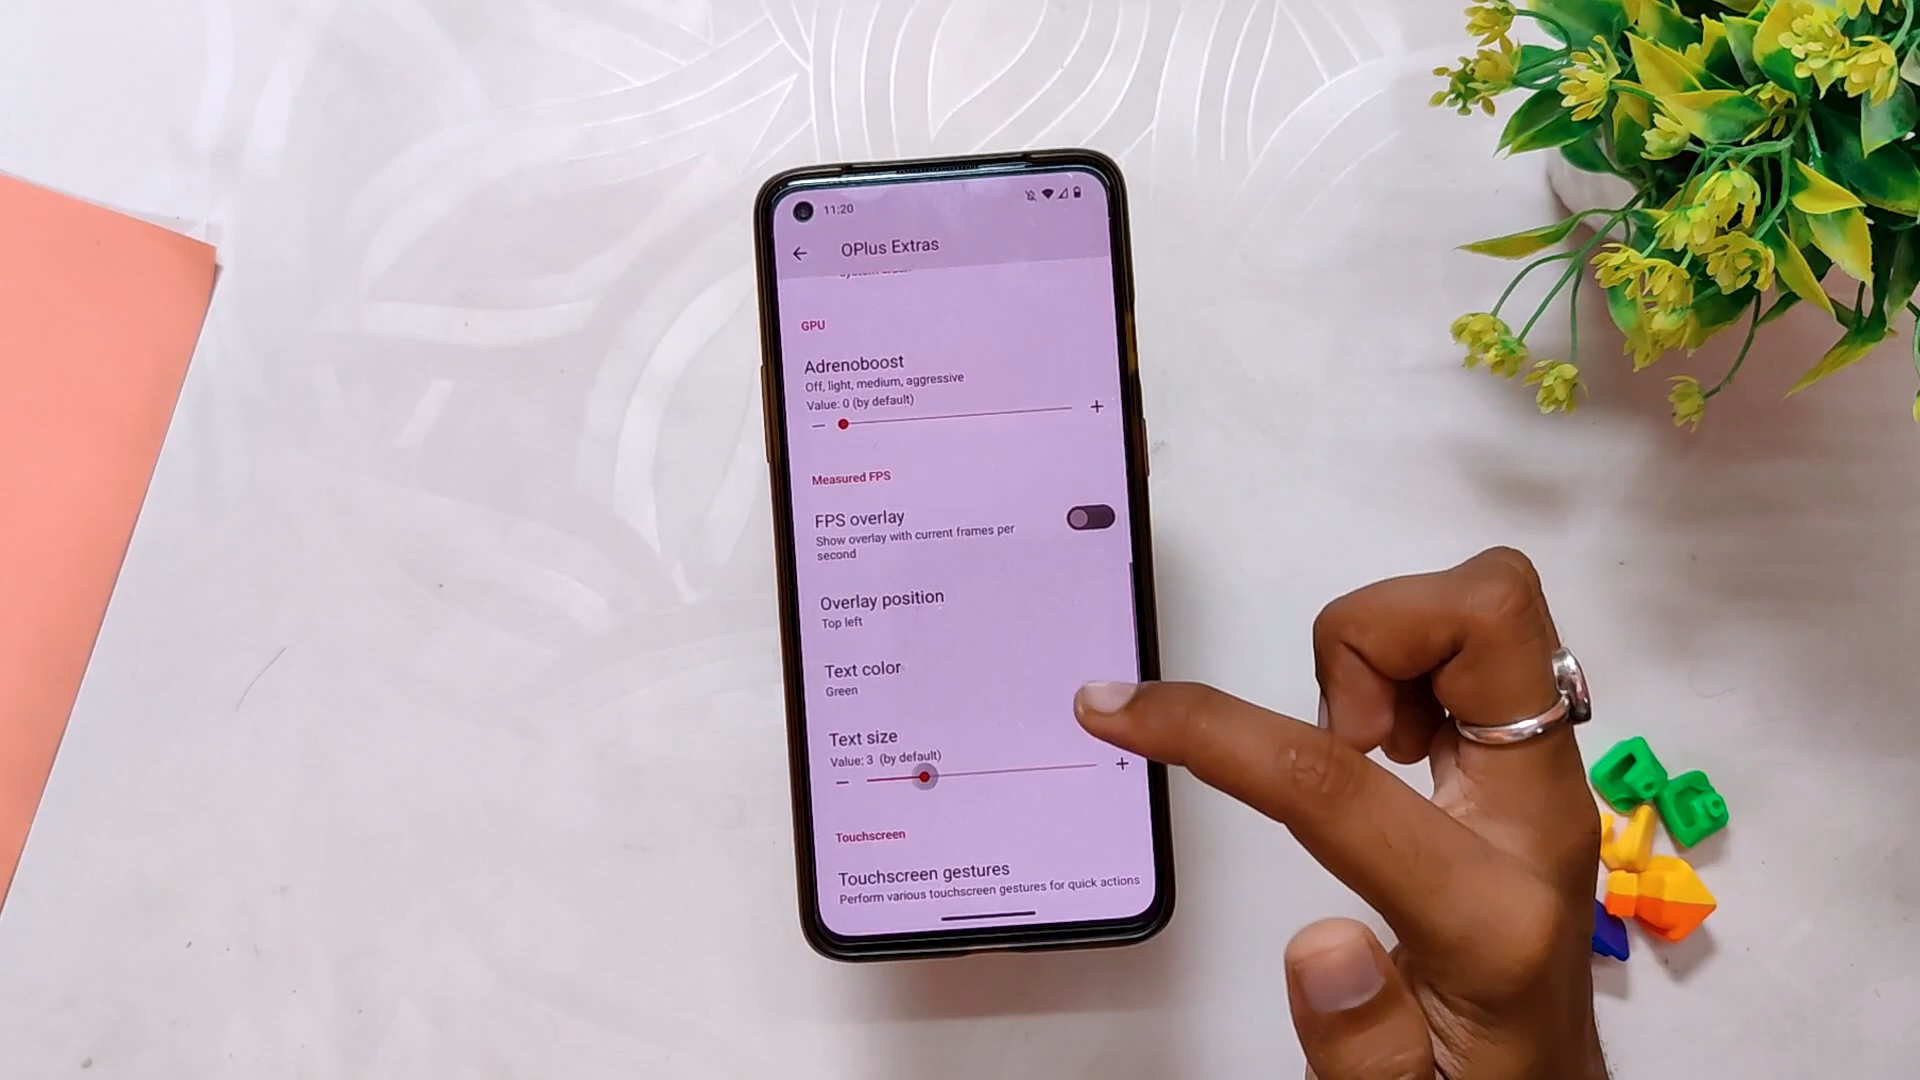 11:20
OPlus Extras
GPU
Adrenoboost
Off, light, medium, aggressive
Value: 0 (by default)
Measured FPS
FPS overlay
Show overlay with current frames per
second
Overlay position
Top left
Text color
Green
Text size
Value: 3 (by default)
Touchscreen
Touchscreen gestures
Perform various touchscreen gestures for quick actions